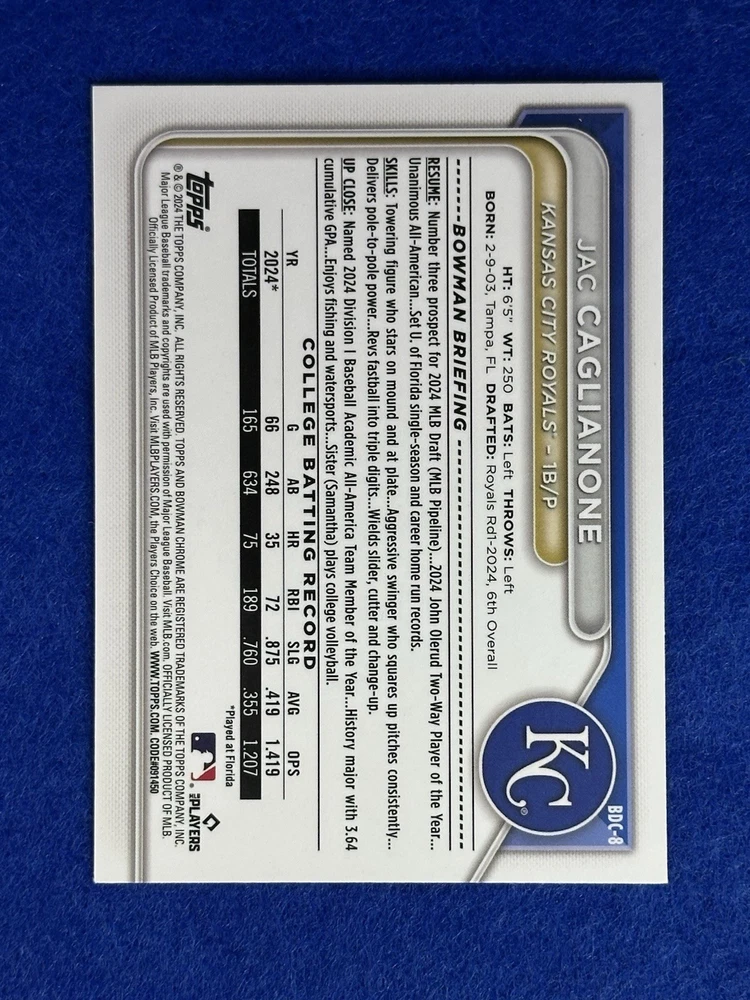 BDC-8
JAC CAGLIANONE
KANSAS CITY ROYALS® – 1B/P
KC®
HT: 6'5" WT: 250 BATS: Left THROWS: Left
BORN: 2-9-03, Tampa, FL DRAFTED: Royals Rd1-2024, 6th Overall
BOWMAN BRIEFING
RESUME: Number three prospect for 2024 MLB Draft (MLB Pipeline)...2024 John Olerud Two-Way Player of the Year...
Unanimous All-American...Set U. of Florida single-season and career home run records.
SKILLS: Towering figure who stars on mound and at plate...Aggressive swinger who squares up pitches consistently...
Delivers pole-to-pole power...Revs fastball into triple digits...Wields slider, cutter and change-up.
UP CLOSE: Named 2024 Division I Baseball Academic All-America Team Member of the Year...History major with 3.64
cumulative GPA...Enjoys fishing and watersports...Sister (Samantha) plays college volleyball.
COLLEGE BATTING RECORD
YR G AB HR RBI SLG AVG OPS
2024* 66 248 35 72 .875 .419 1.419
TOTALS 165 634 75 189 .760 .355 1.207
*Played at Florida
topps®
MLB PLAYERS
® & © 2024 THE TOPPS COMPANY, INC. ALL RIGHTS RESERVED. TOPPS AND BOWMAN CHROME ARE REGISTERED TRADEMARKS OF THE TOPPS COMPANY, INC.
Major League Baseball trademarks and copyrights are used with permission of Major League Baseball. Visit MLB.com. OFFICIALLY LICENSED PRODUCT OF MLB.
Officially Licensed Product of MLB Players, Inc. Visit MLBPLAYERS.COM, the Players Choice on the web. WWW.TOPPS.COM. CODE#091450